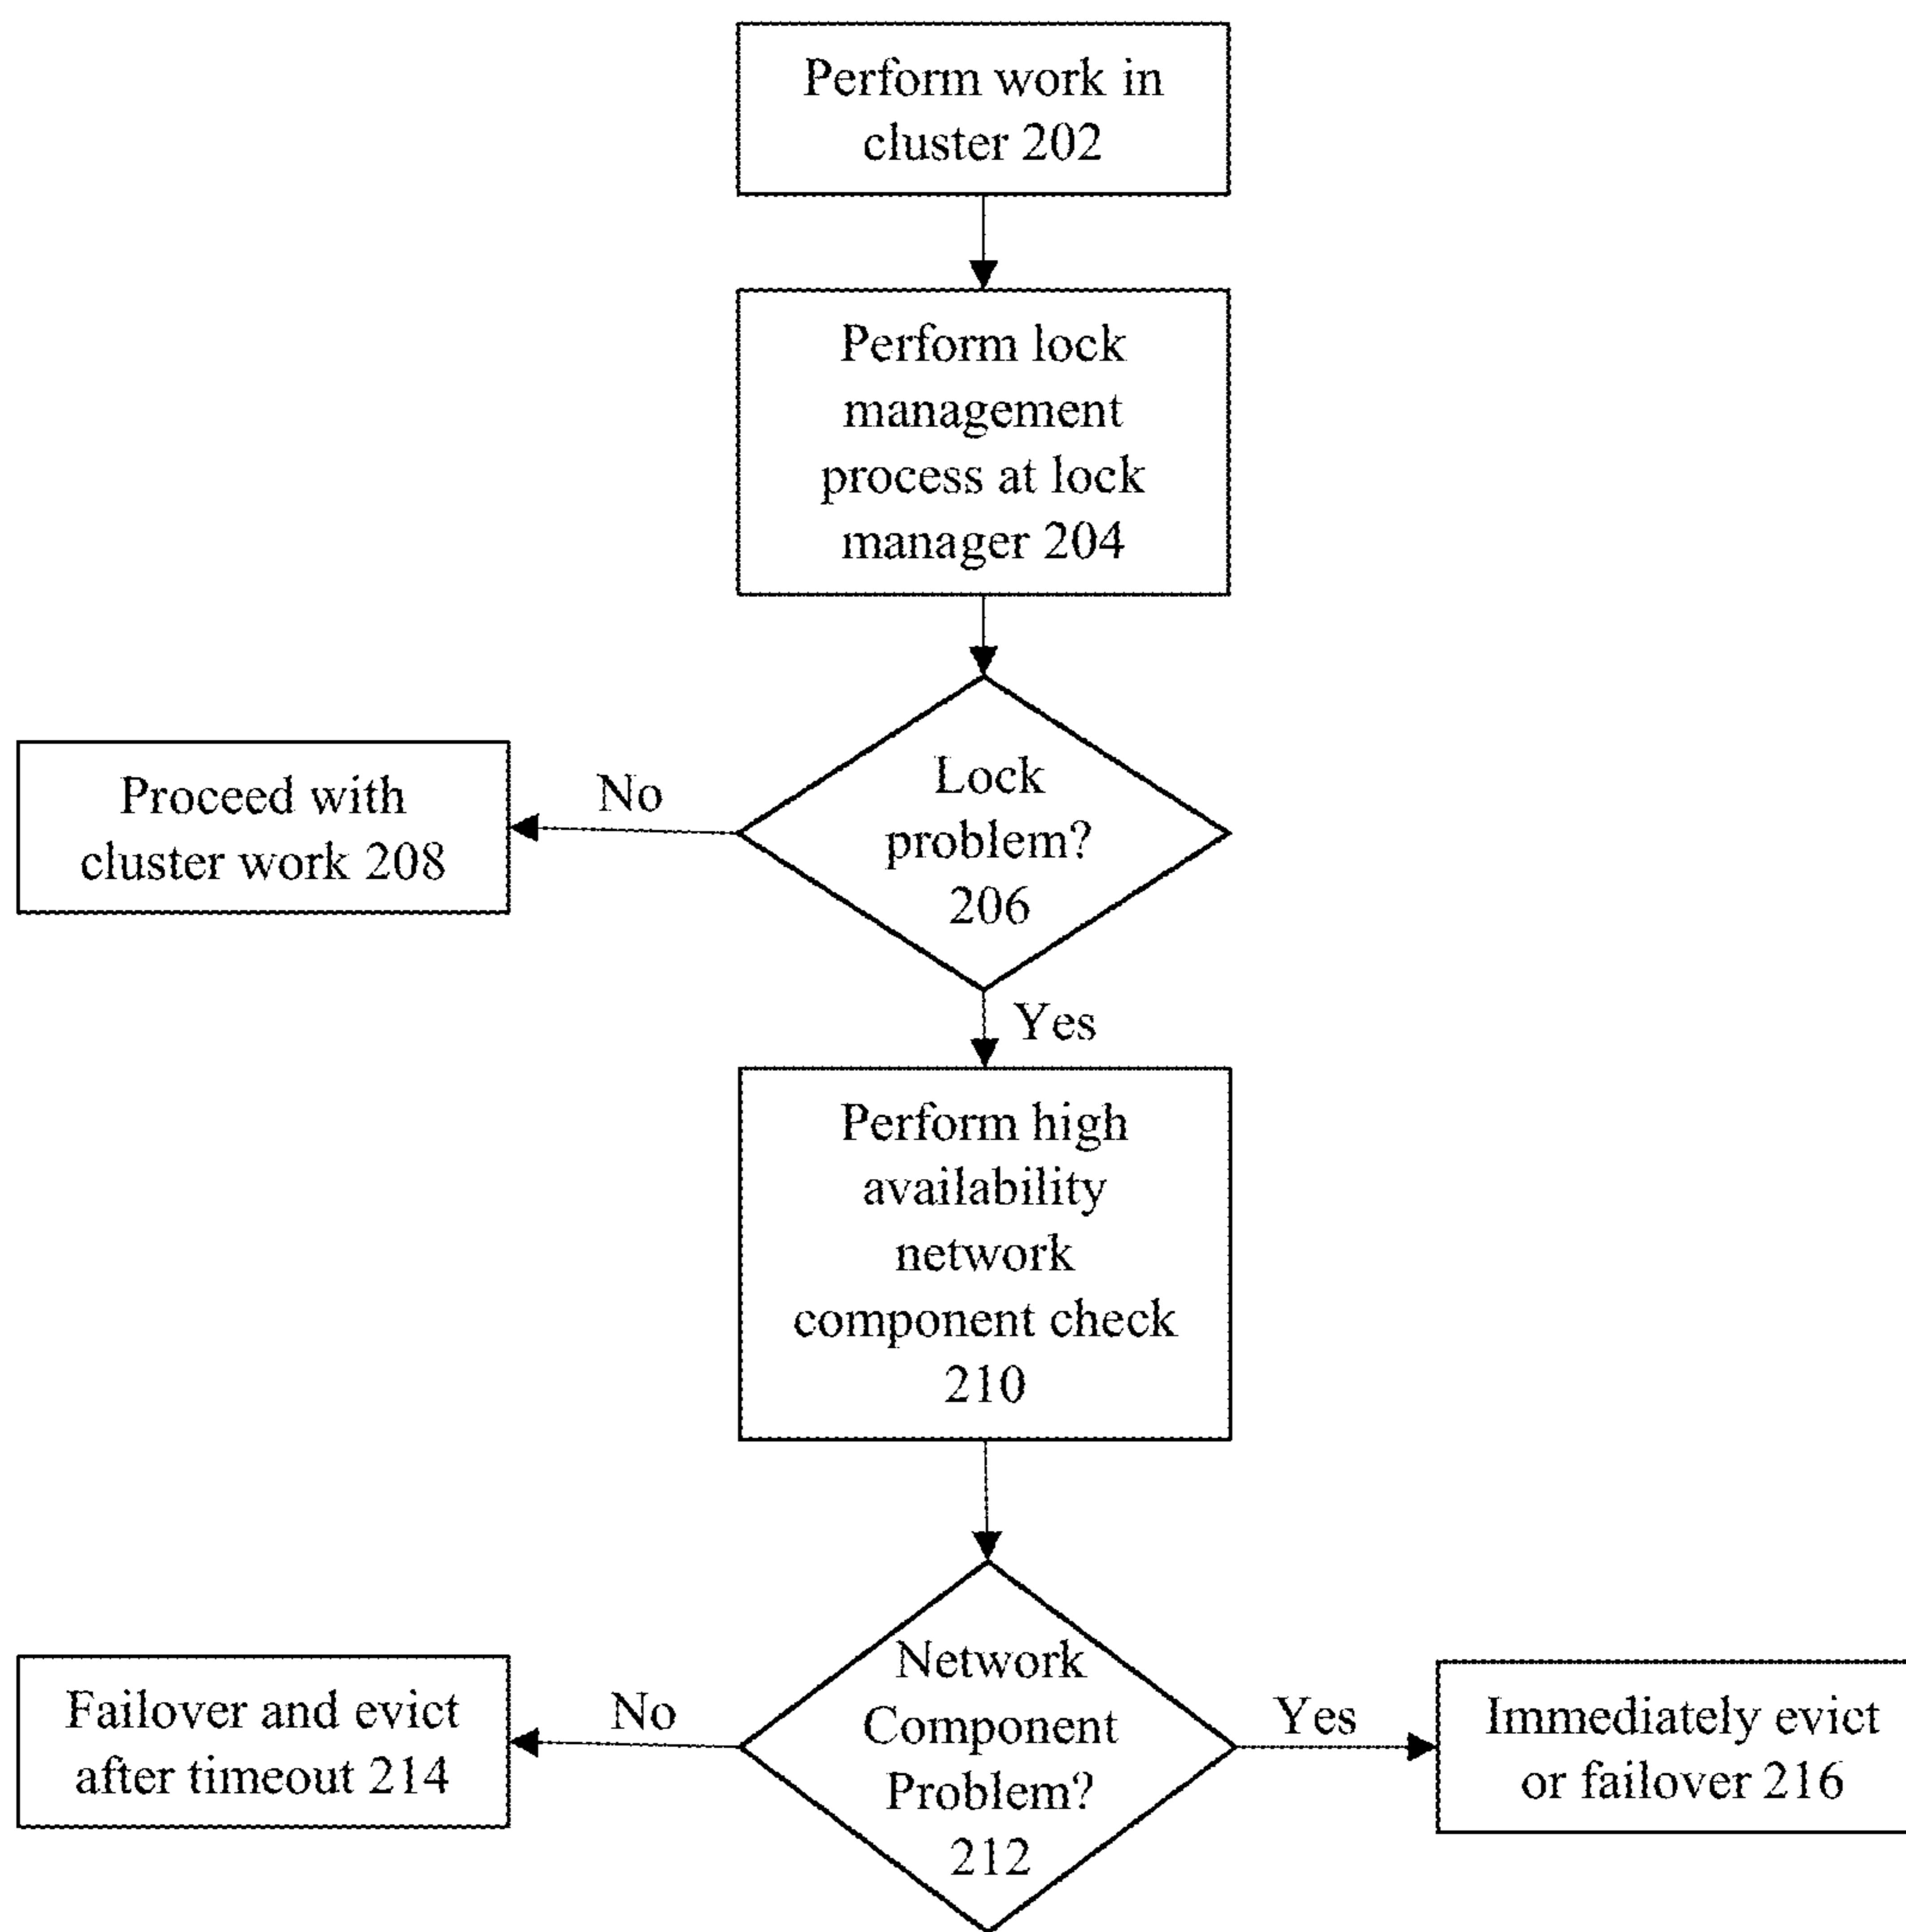 Perform work in
cluster 202
Perform lock
management
process at lock
manager 204
Lock
problem?
206
No
Proceed with
cluster work 208
Yes
Perform high
availability
network
component check
210
Network
Component
Problem?
212
No
Failover and evict
after timeout 214
Yes
Immediately evict
or failover 216